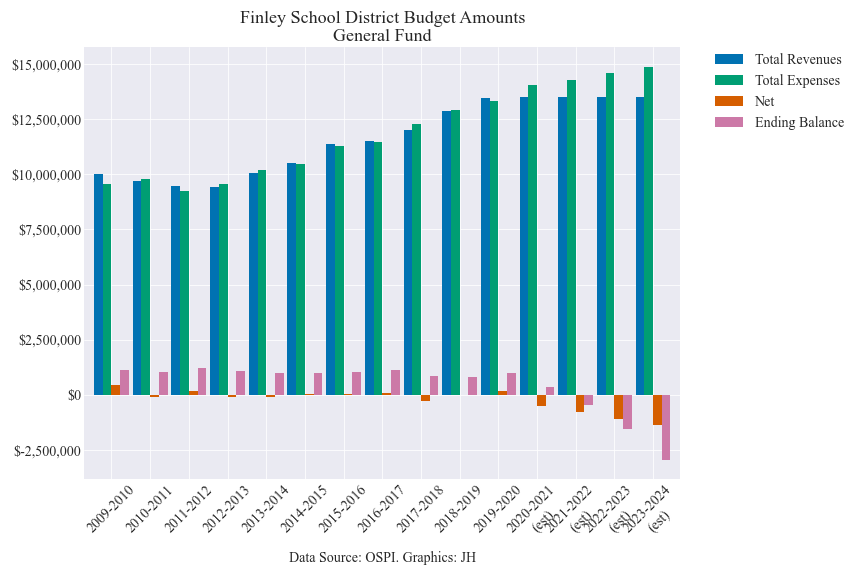 Finley School District Budget Amounts
General Fund
$15,000,000
$12,500,000
$10,000,000
$7,500,000
$5,000,000
$2,500,000
$0
$-2,500,000
Total Revenues
Total Expenses
Net
Ending Balance
2009-2010
2010-2011
2011-2012
2012-2013
2013-2014
2014-2015
2015-2016
2016-2017
2017-2018
2018-2019
2019-2020
2020-2021
(est)
2021-2022
(est)
2022-2023
(est)
2023-2024
(est)
Data Source: OSPI. Graphics: JH